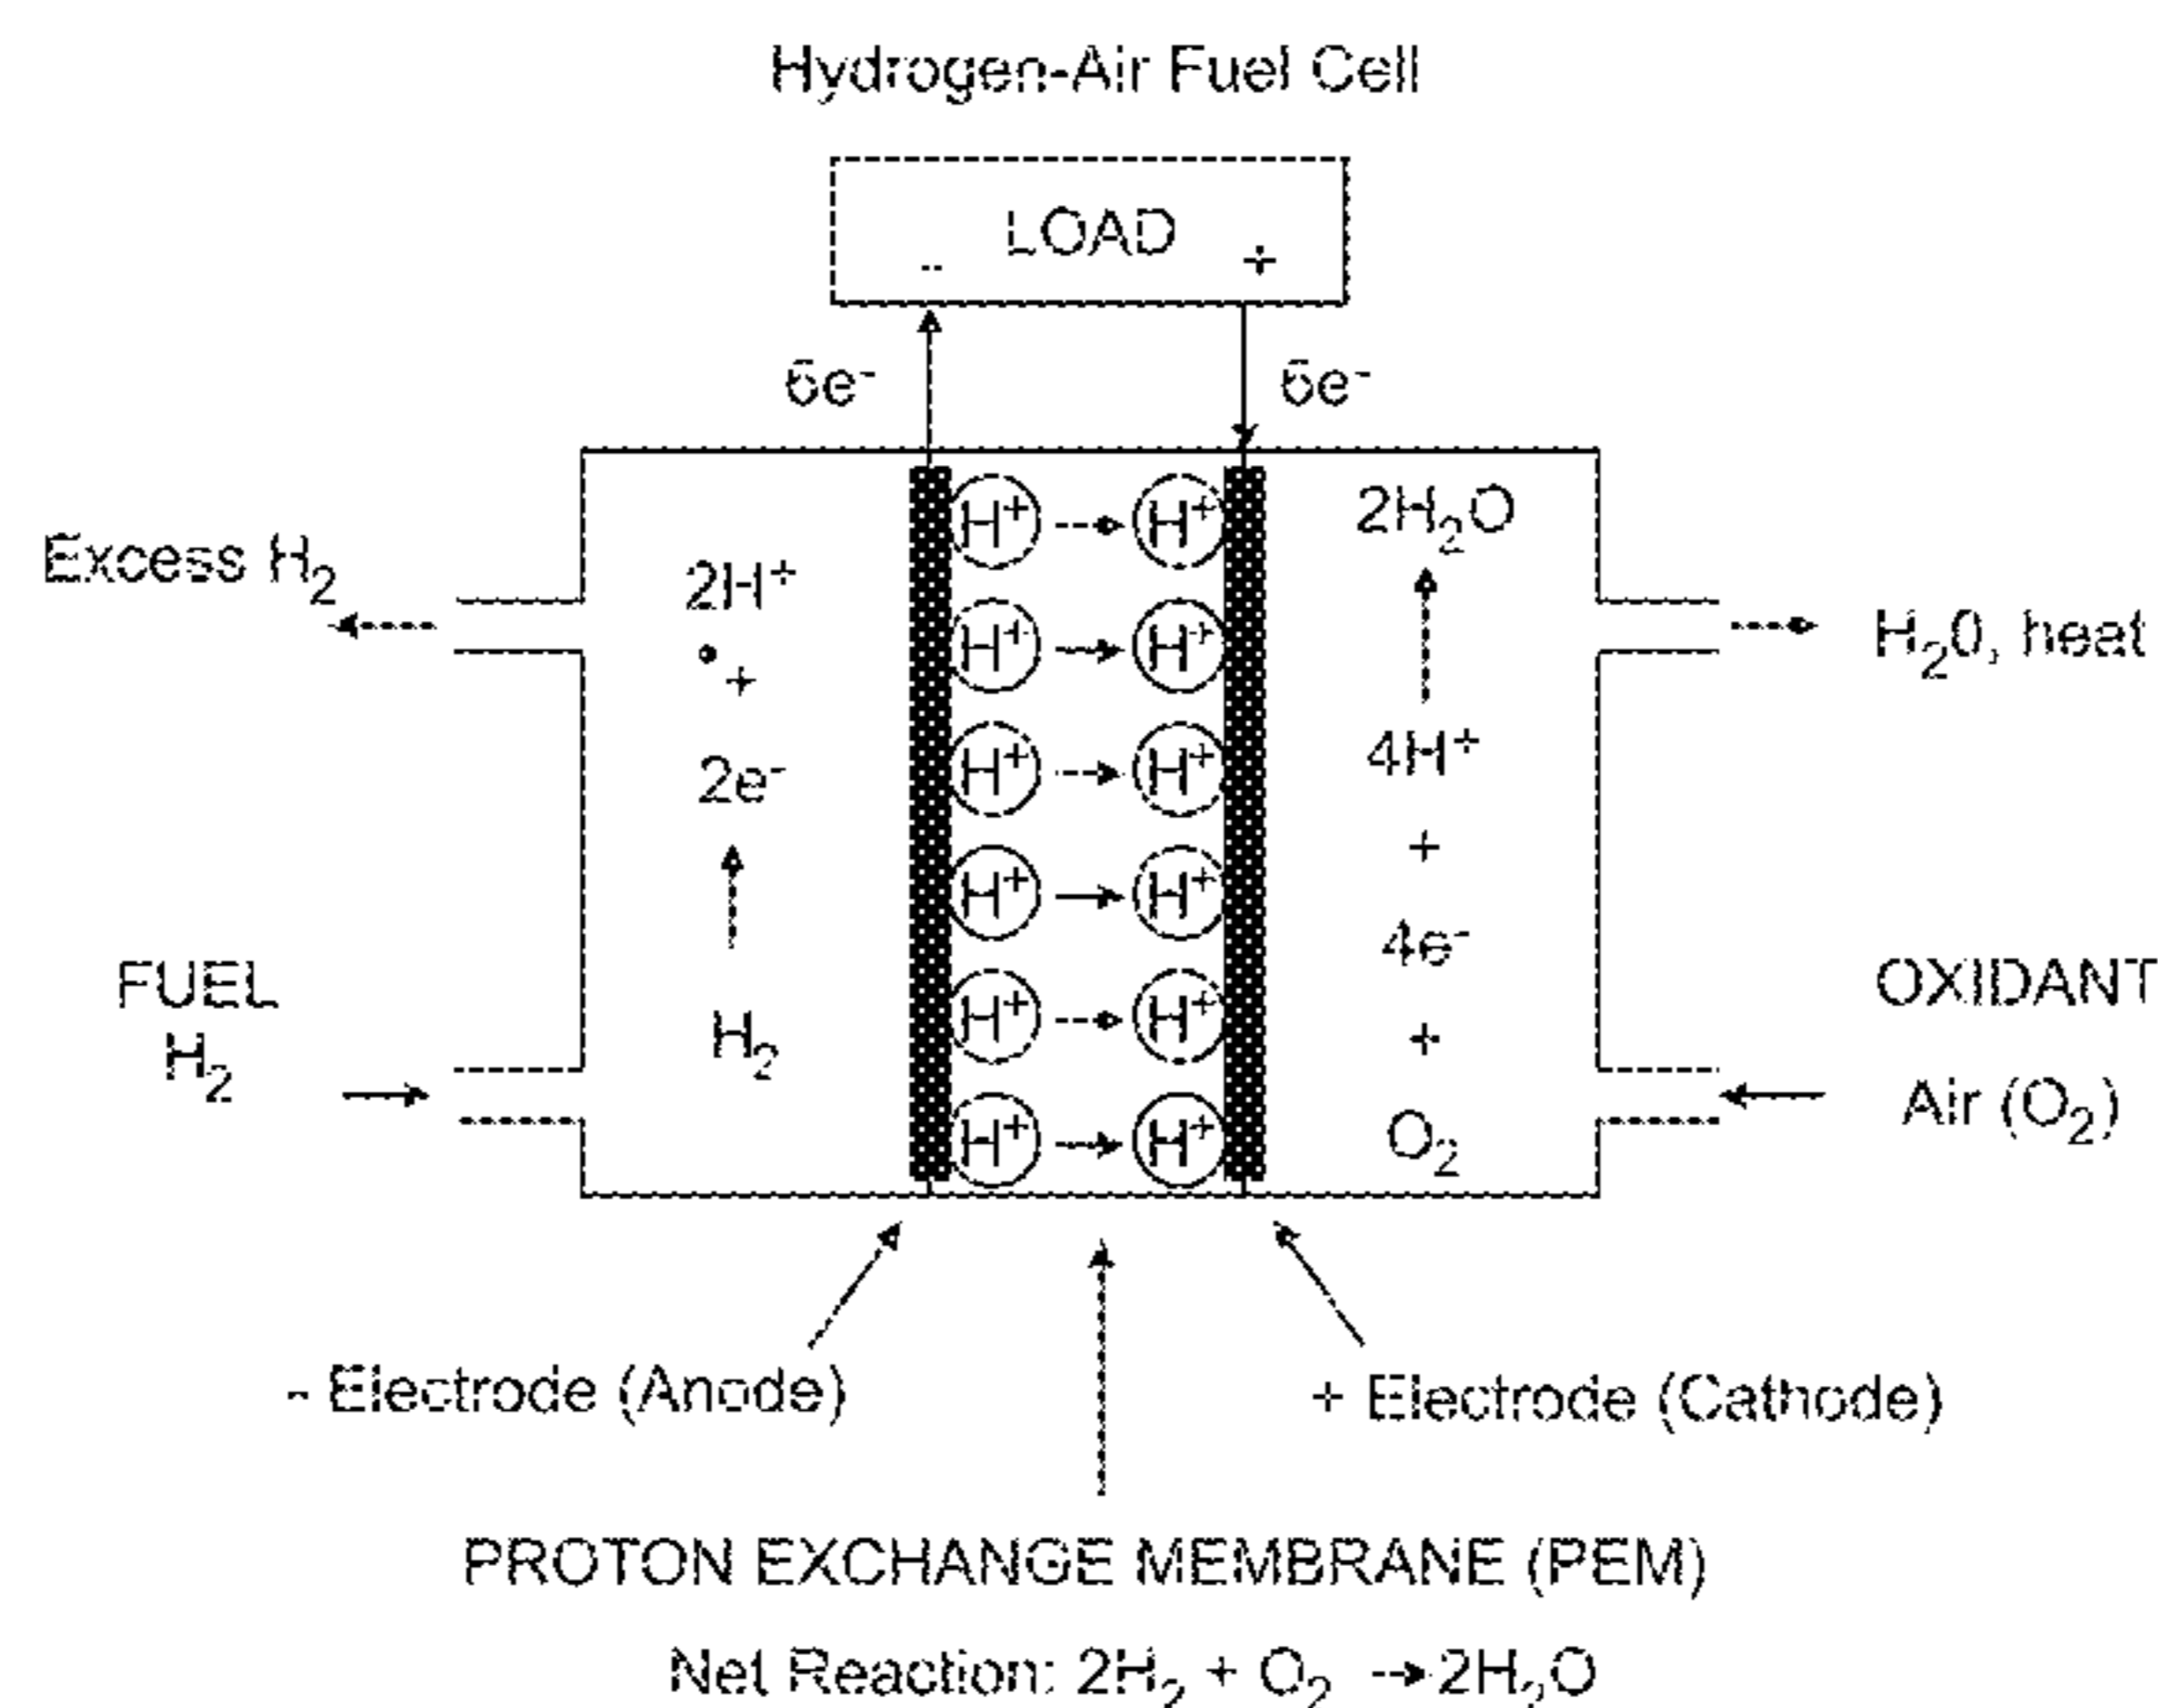 Hydrogen-Air Fuel Cell
LOAD
- +
6e⁻ 6e⁻
H⁺ H⁺
2H₂O
Excess H₂
2H⁺
H₂0, heat
H⁺ H⁺
+
H⁺ H⁺
4H⁺
2e⁻
+
H⁺ H⁺
4e⁻
FUEL
H₂
H₂
H⁺ H⁺
+
OXIDANT
Air (O₂)
H⁺ H⁺
O₂
- Electrode (Anode)
+ Electrode (Cathode)
PROTON EXCHANGE MEMBRANE (PEM)
Net Reaction: 2H₂ + O₂ → 2H₂O